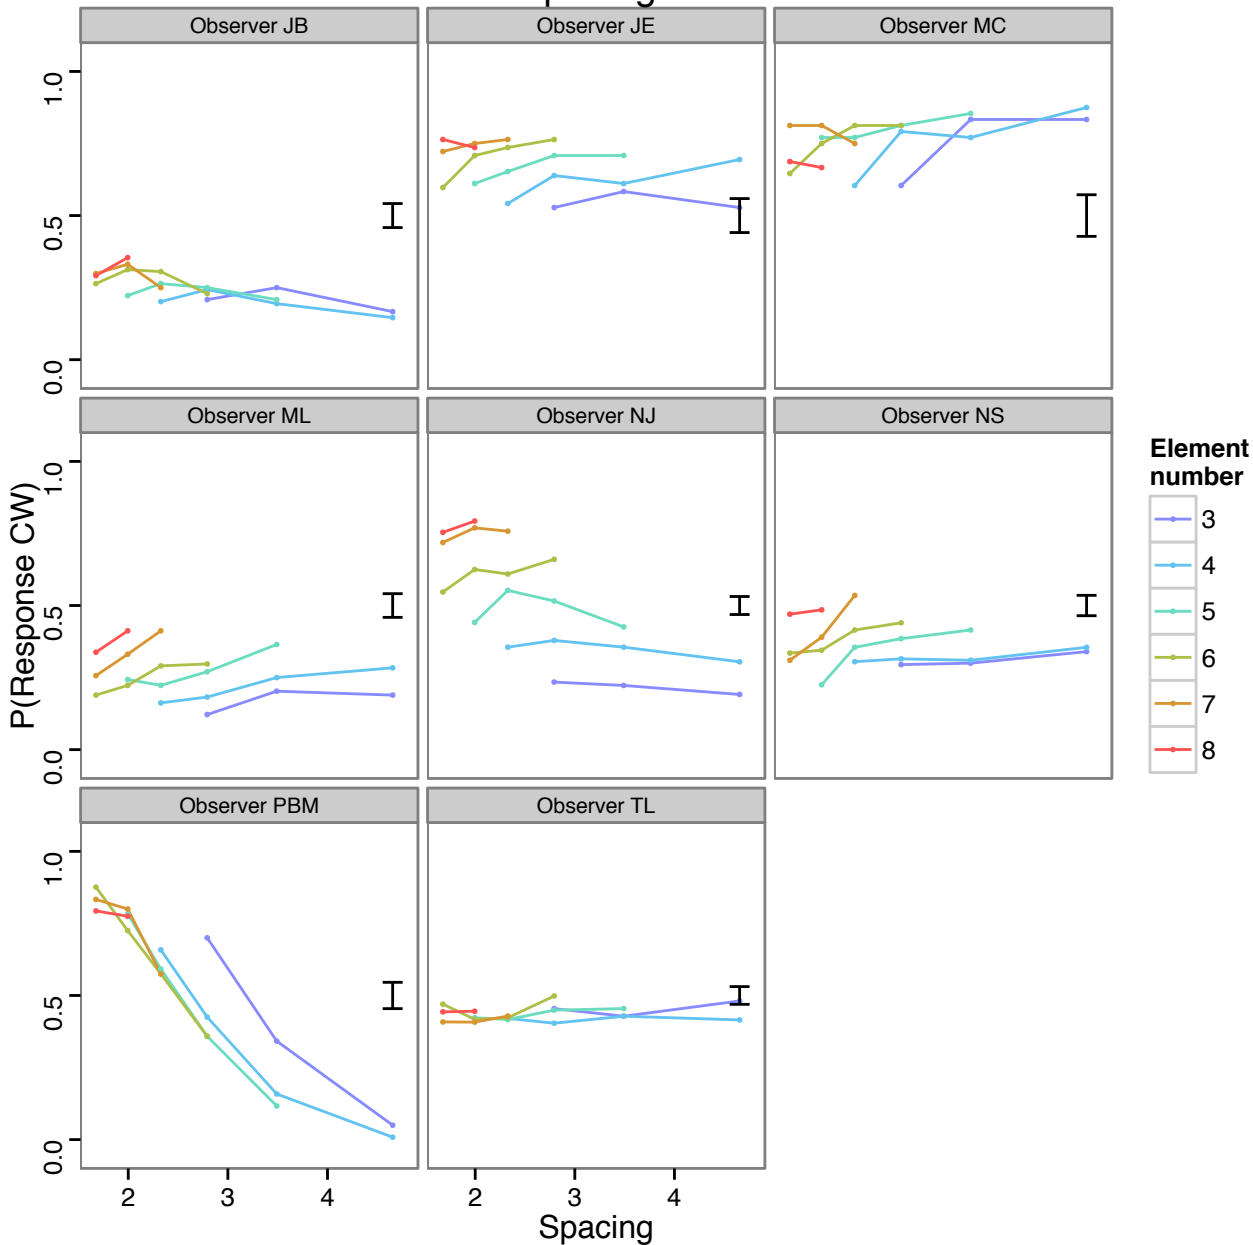 Observer JB
Observer JE
Observer MC
1.0
0.5
0.0
Observer ML
Observer NJ
Observer NS
1.0
0.5
0.0
P(Response CW)
Element
number
3
4
5
6
7
8
Observer PBM
Observer TL
1.0
0.5
0.0
2 3 4
2 3 4
Spacing